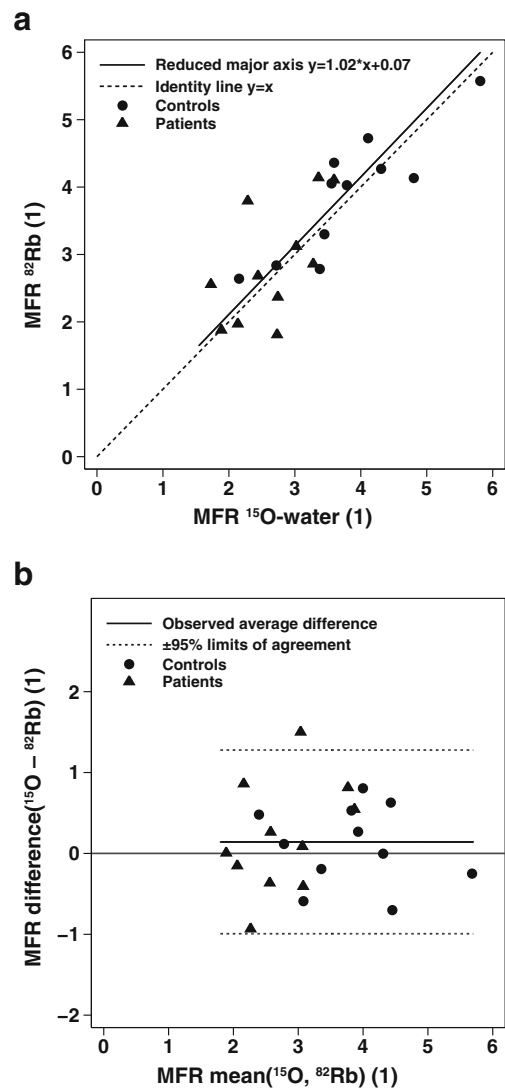 a
Reduced major axis y=1.02*x+0.07
Identity line y=x
Controls
Patients
6
5
4
3
2
1
0
MFR ⁸²Rb (1)
0 1 2 3 4 5 6
MFR ¹⁵O-water (1)
b
Observed average difference
±95% limits of agreement
Controls
Patients
2
1
0
−1
−2
MFR difference(¹⁵O – ⁸²Rb) (1)
0 1 2 3 4 5 6
MFR mean(¹⁵O, ⁸²Rb) (1)